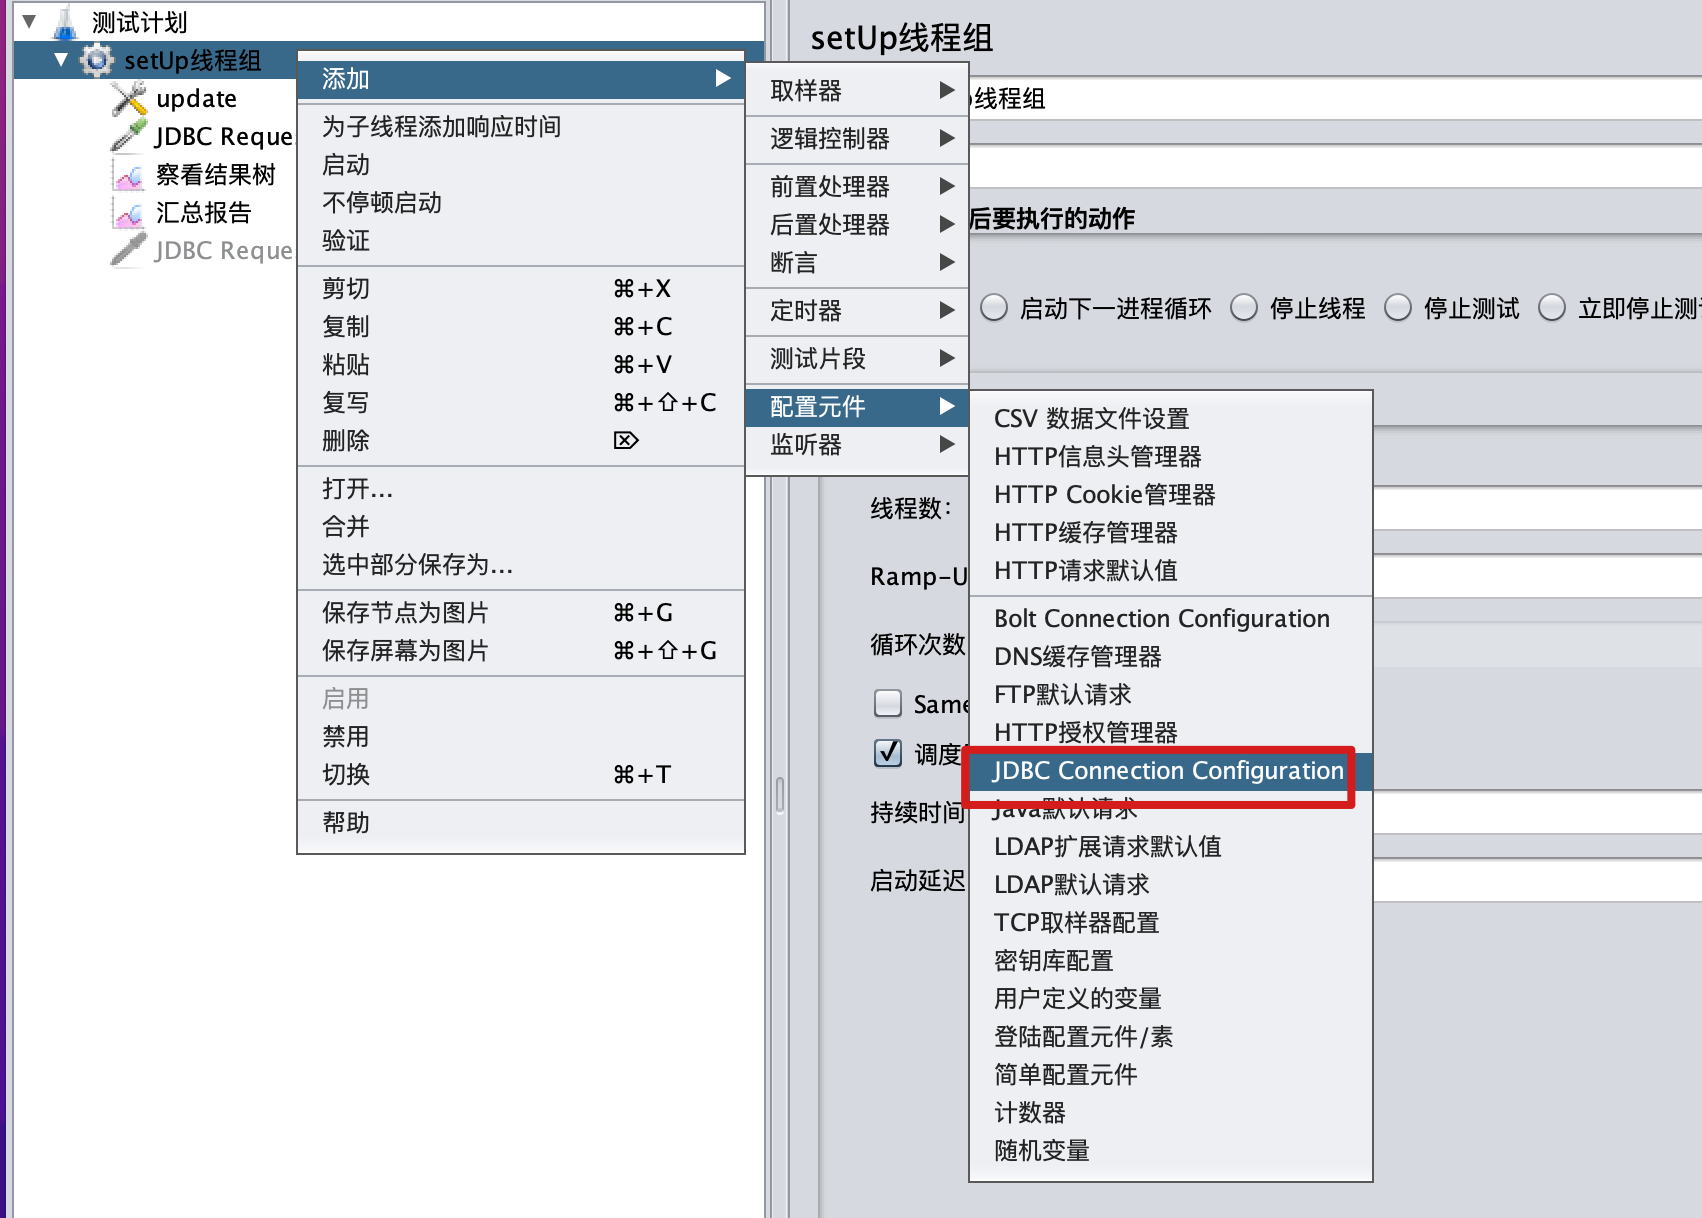 测试计划
setUp线程组
update
JDBC Reque
察看结果树
汇总报告
JDBC Reque
添加
为子线程添加响应时间
启动
不停顿启动
验证
剪切 ⌘+X
复制 ⌘+C
粘贴 ⌘+V
复写 ⌘+⇧+C
删除 ⌦
打开...
合并
选中部分保存为...
保存节点为图片 ⌘+G
保存屏幕为图片 ⌘+⇧+G
启用
禁用
切换 ⌘+T
帮助
取样器
逻辑控制器
前置处理器
后置处理器
断言
定时器
测试片段
配置元件
监听器
CSV 数据文件设置
HTTP信息头管理器
HTTP Cookie管理器
HTTP缓存管理器
HTTP请求默认值
Bolt Connection Configuration
DNS缓存管理器
FTP默认请求
HTTP授权管理器
JDBC Connection Configuration
Java默认请求
LDAP扩展请求默认值
LDAP默认请求
TCP取样器配置
密钥库配置
用户定义的变量
登陆配置元件/素
简单配置元件
计数器
随机变量
setUp线程组
线程组
后要执行的动作
启动下一进程循环 停止线程 停止测试 立即停止测
线程数:
Ramp-U
循环次数
Same
调度
持续时间
启动延迟